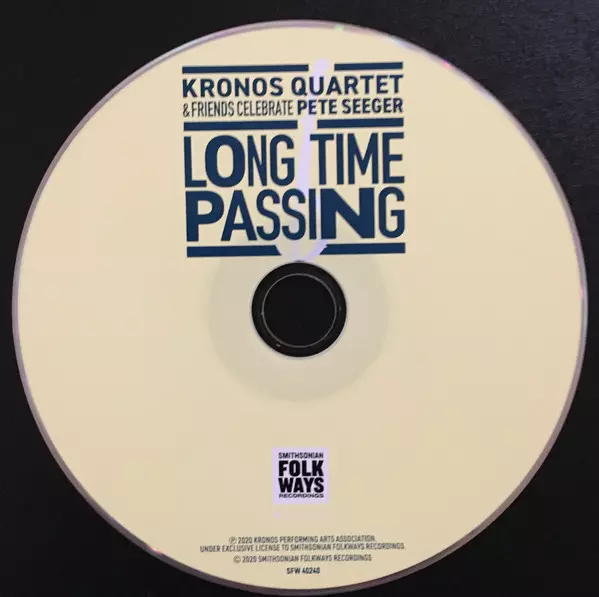 KRONOS QUARTET
& FRIENDS CELEBRATE PETE SEEGER
LONG TIME
PASSING
SMITHSONIAN
FOLK
WAYS
RECORDINGS
℗ 2020 KRONOS PERFORMING ARTS ASSOCIATION.
UNDER EXCLUSIVE LICENSE TO SMITHSONIAN FOLKWAYS RECORDINGS.
© 2020 SMITHSONIAN FOLKWAYS RECORDINGS
SFW 40240